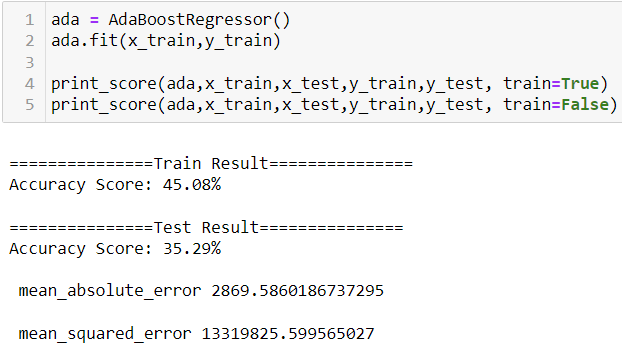 1 ada = AdaBoostRegressor()
2 ada.fit(x_train,y_train)
3
4 print_score(ada,x_train,x_test,y_train,y_test, train=True)
5 print_score(ada,x_train,x_test,y_train,y_test, train=False)
===============Train Result===============
Accuracy Score: 45.08%
===============Test Result===============
Accuracy Score: 35.29%
mean_absolute_error 2869.5860186737295
mean_squared_error 13319825.599565027